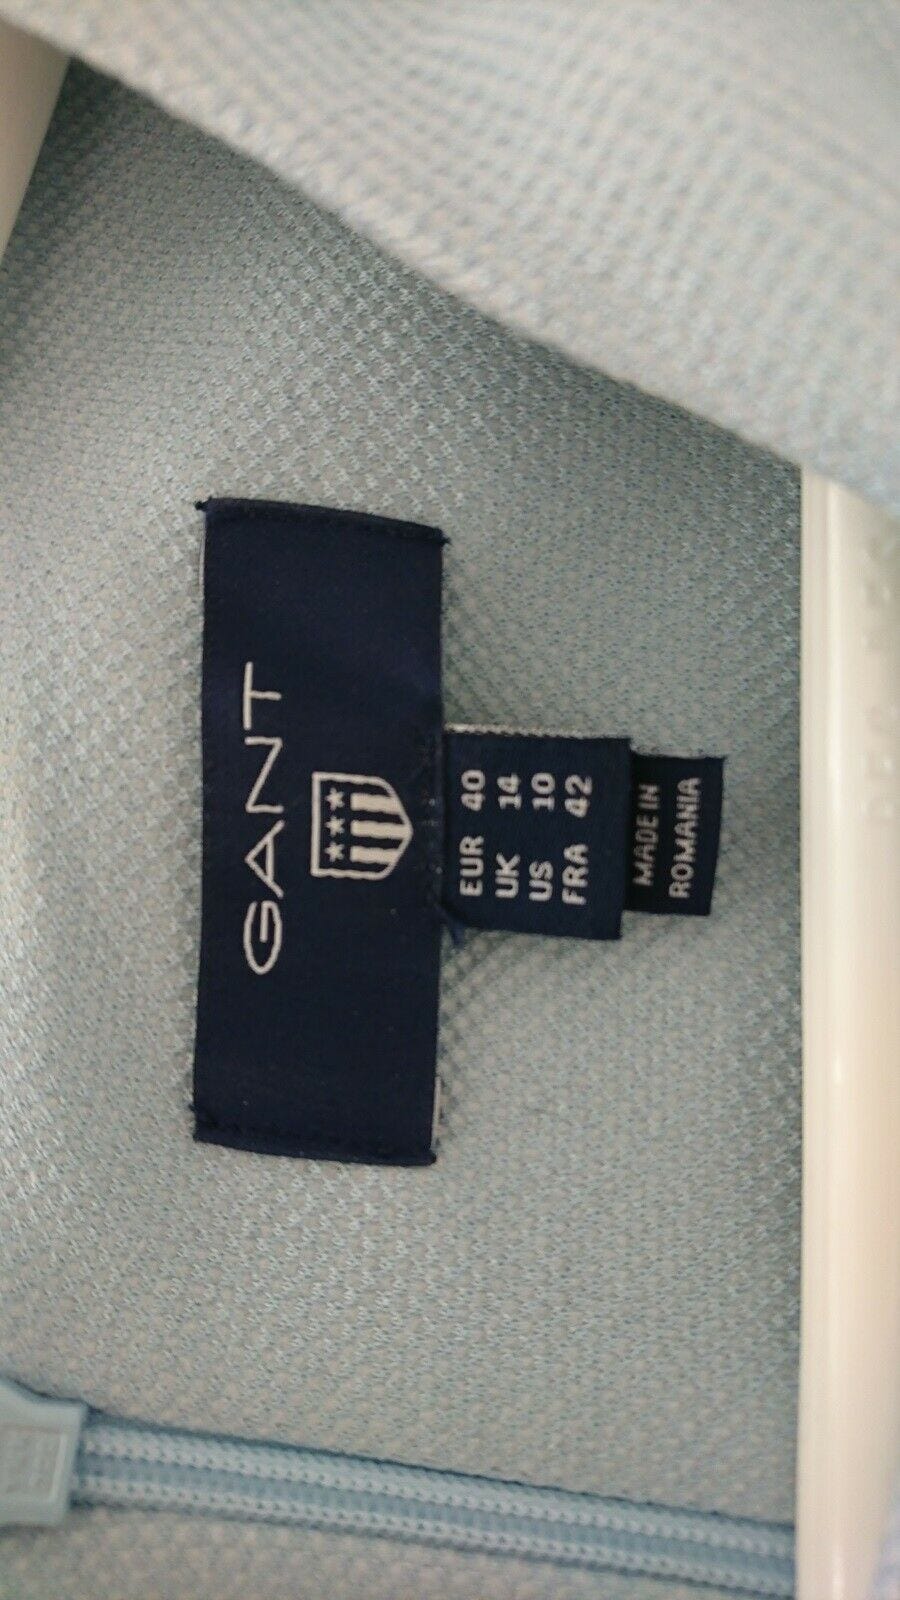 GANT
EUR 40
UK 14
US 10
FRA 42
MADE IN
ROMANIA